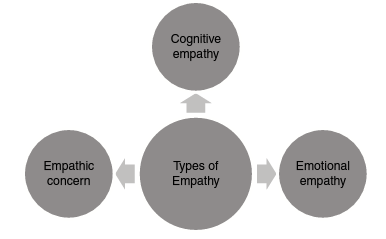 Cognitive
empathy
Empathic
concern
Types of
Empathy
Emotional
empathy